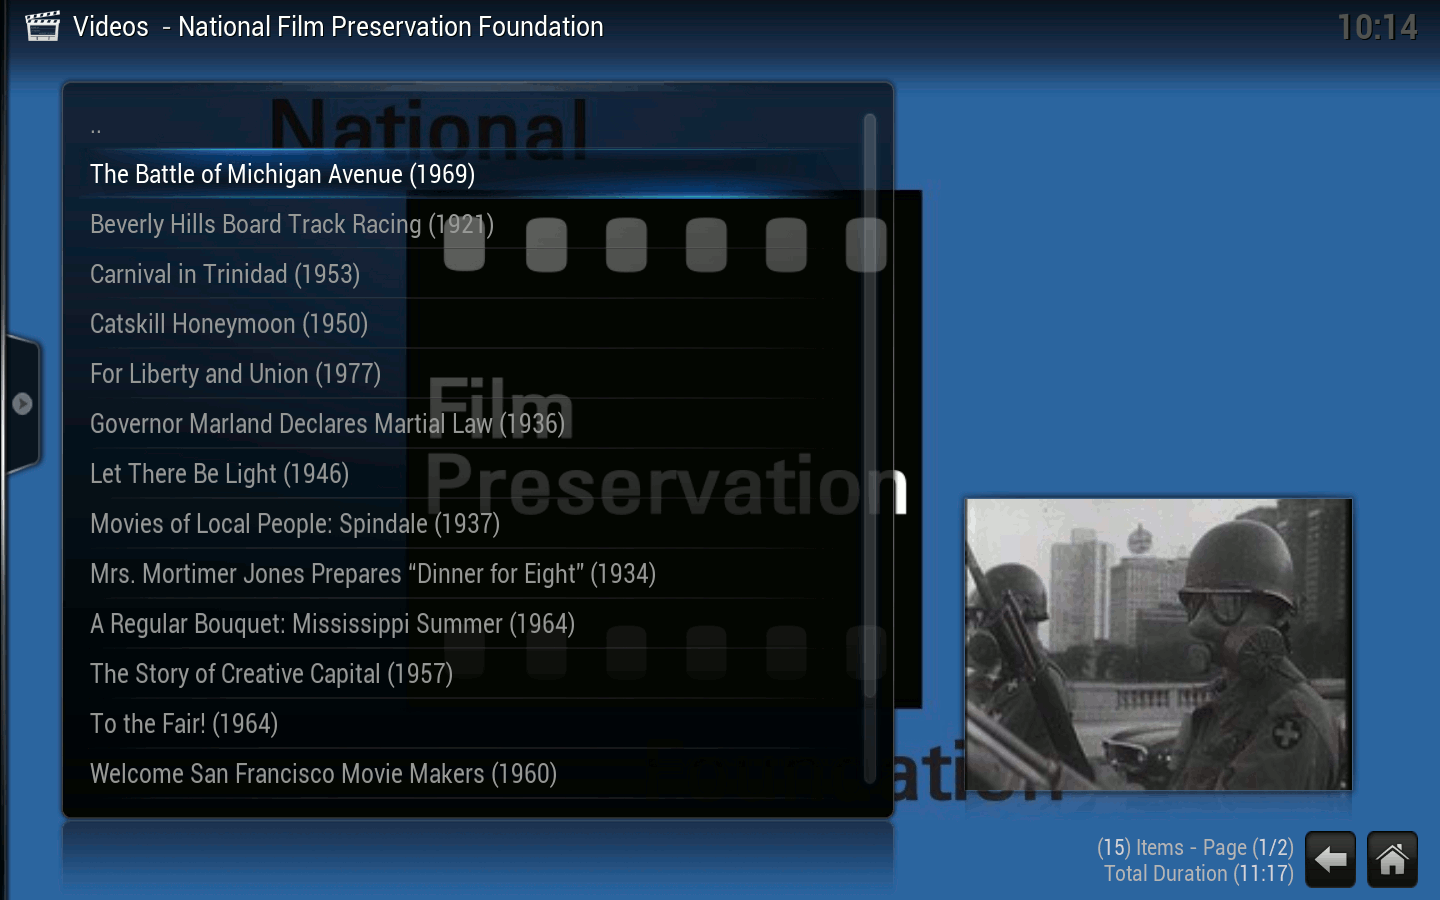 Videos - National Film Preservation Foundation
10:14
National
..
The Battle of Michigan Avenue (1969)
Beverly Hills Board Track Racing (1921)
Carnival in Trinidad (1953)
Catskill Honeymoon (1950)
For Liberty and Union (1977)
Film
Governor Marland Declares Martial Law (1936)
Let There Be Light (1946)
Preservation
Movies of Local People: Spindale (1937)
Mrs. Mortimer Jones Prepares “Dinner for Eight” (1934)
A Regular Bouquet: Mississippi Summer (1964)
The Story of Creative Capital (1957)
To the Fair! (1964)
Welcome San Francisco Movie Makers (1960)
Foundation
(15) Items - Page (1/2)
Total Duration (11:17)